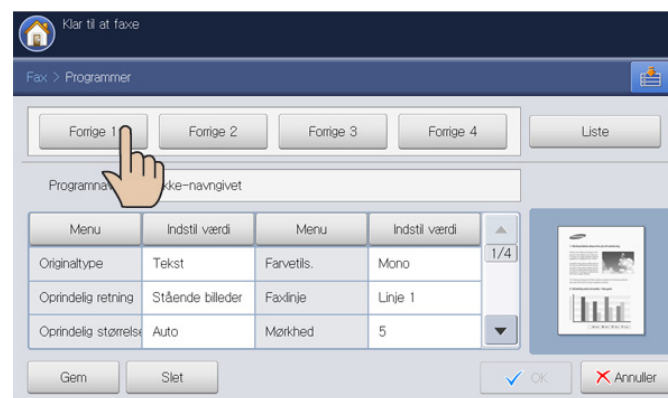 Klar til at faxe
Fax > Programmer
Forrige 1 Forrige 2 Forrige 3 Forrige 4 Liste
ikke-navngivet
Menu Indstil værdi Menu Indstil værdi
1/4
Originaltype Tekst Farvetils. Mono
Oprindelig retning Stående billeder Faxlinje Linje 1
Oprindelig størrelse Auto Mørkhed 5
Gem Slet OK Annuller